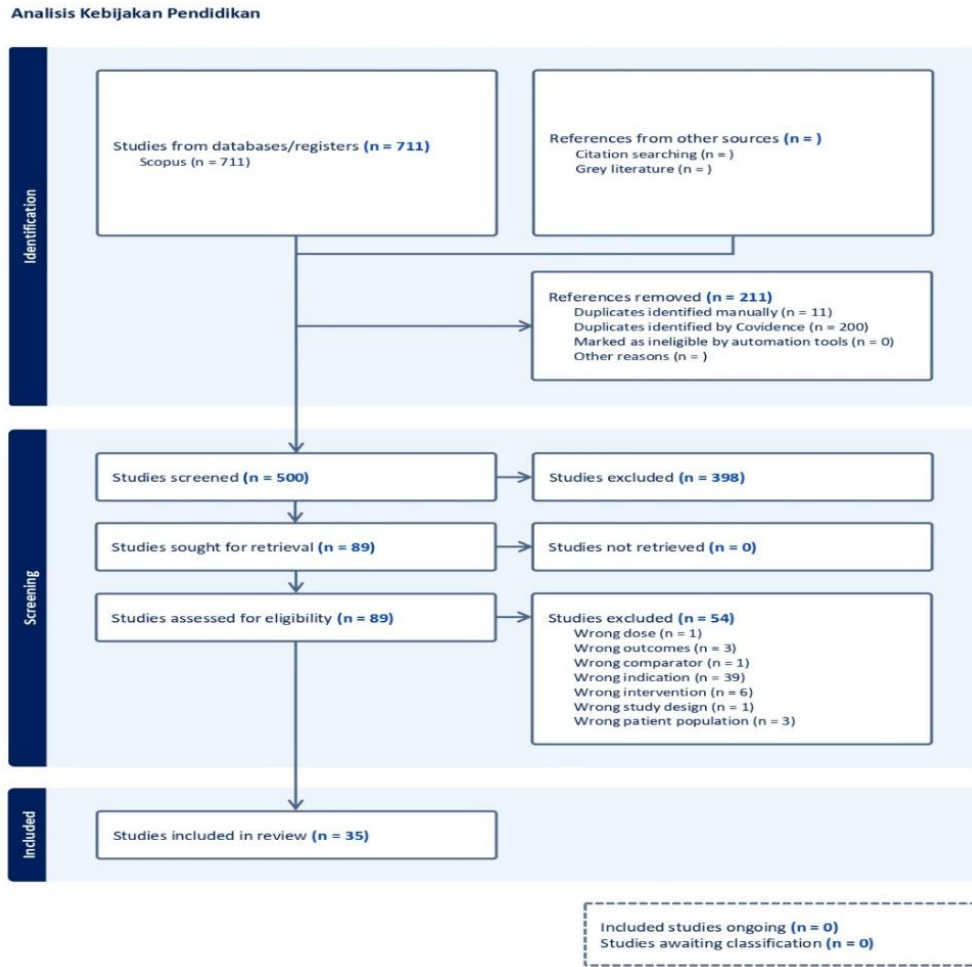 Analisis Kebijakan Pendidikan
Identification
Studies from databases/registers (n = 711)
Scopus (n = 711)
References from other sources (n = )
Citation searching (n = )
Grey literature (n = )
References removed (n = 211)
Duplicates identified manually (n = 11)
Duplicates identified by Covidence (n = 200)
Marked as ineligible by automation tools (n = 0)
Other reasons (n = )
Screening
Studies screened (n = 500)
Studies excluded (n = 398)
Studies sought for retrieval (n = 89)
Studies not retrieved (n = 0)
Studies assessed for eligibility (n = 89)
Studies excluded (n = 54)
Wrong dose (n = 1)
Wrong outcomes (n = 3)
Wrong comparator (n = 1)
Wrong indication (n = 39)
Wrong intervention (n = 6)
Wrong study design (n = 1)
Wrong patient population (n = 3)
Included
Studies included in review (n = 35)
Included studies ongoing (n = 0)
Studies awaiting classification (n = 0)